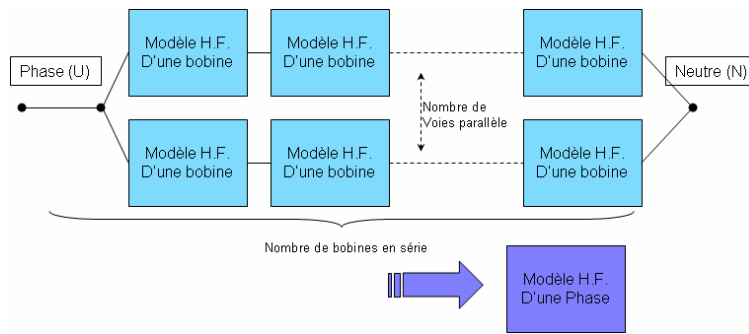 Modèle H.F.
D'une bobine
Modèle H.F.
D'une bobine
Modèle H.F.
D'une bobine
Phase (U)
Neutre (N)
Nombre de
Voies parallèle
Modèle H.F.
D'une bobine
Modèle H.F.
D'une bobine
Modèle H.F.
D'une bobine
Nombre de bobines en série
Modèle H.F.
D'une Phase